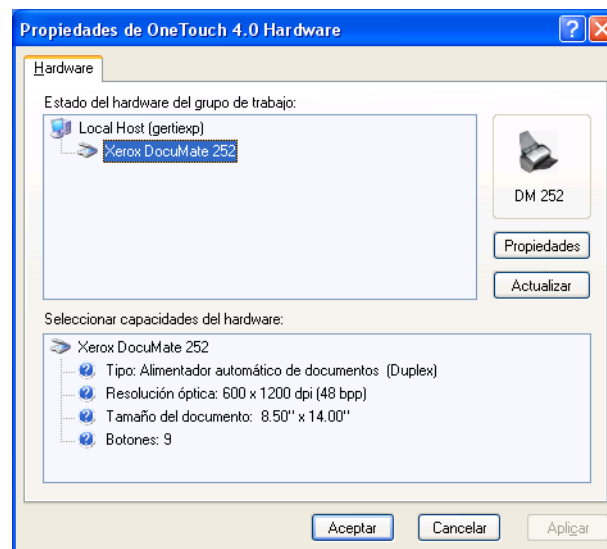 Propiedades de OneTouch 4.0 Hardware
Hardware
Estado del hardware del grupo de trabajo:
Local Host (gertiexp)
Xerox DocuMate 252
DM 252
Propiedades
Actualizar
Seleccionar capacidades del hardware:
Xerox DocuMate 252
Tipo: Alimentador automático de documentos (Duplex)
Resolución óptica: 600 x 1200 dpi (48 bpp)
Tamaño del documento: 8.50'' x 14.00''
Botones: 9
Aceptar Cancelar Aplicar